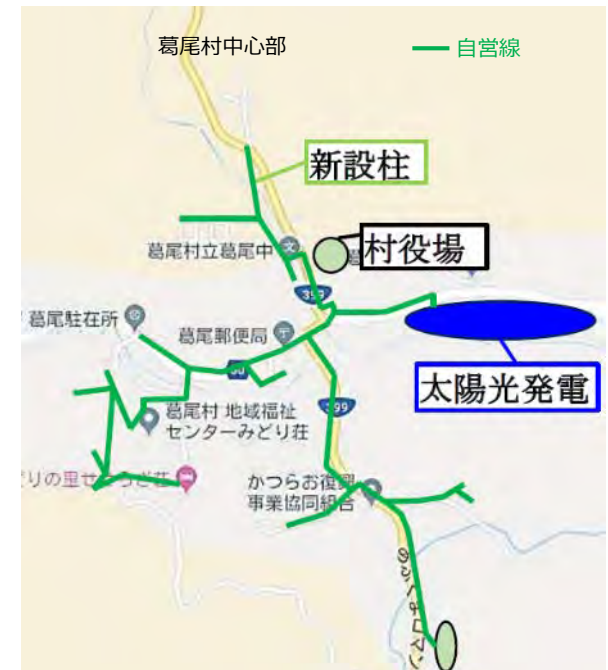 葛尾村中心部
自営線
新設柱
葛尾村立葛尾中
村役場
399
葛尾駐在所
葛尾郵便局
太陽光発電
399
葛尾村 地域福祉
センターみどり荘
かつらお復興
事業協同組合